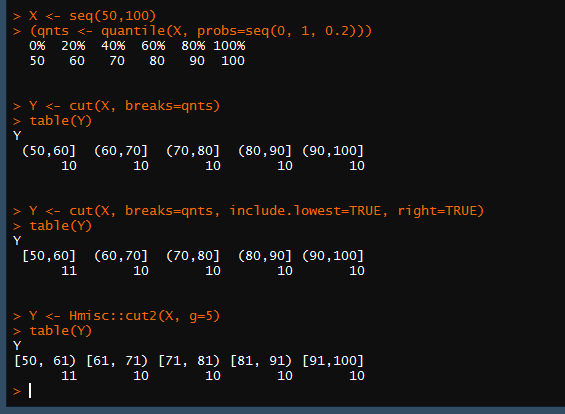 > X <- seq(50,100)
> (qnts <- quantile(X, probs=seq(0, 1, 0.2)))
  0%  20%  40%  60%  80% 100%
  50   60   70   80   90  100
> Y <- cut(X, breaks=qnts)
> table(Y)
Y
 (50,60]  (60,70]  (70,80]  (80,90] (90,100]
      10       10       10       10       10
> Y <- cut(X, breaks=qnts, include.lowest=TRUE, right=TRUE)
> table(Y)
Y
 [50,60]  (60,70]  (70,80]  (80,90] (90,100]
      11       10       10       10       10
> Y <- Hmisc::cut2(X, g=5)
> table(Y)
Y
[50, 61) [61, 71) [71, 81) [81, 91) [91,100]
      11       10       10       10       10
>